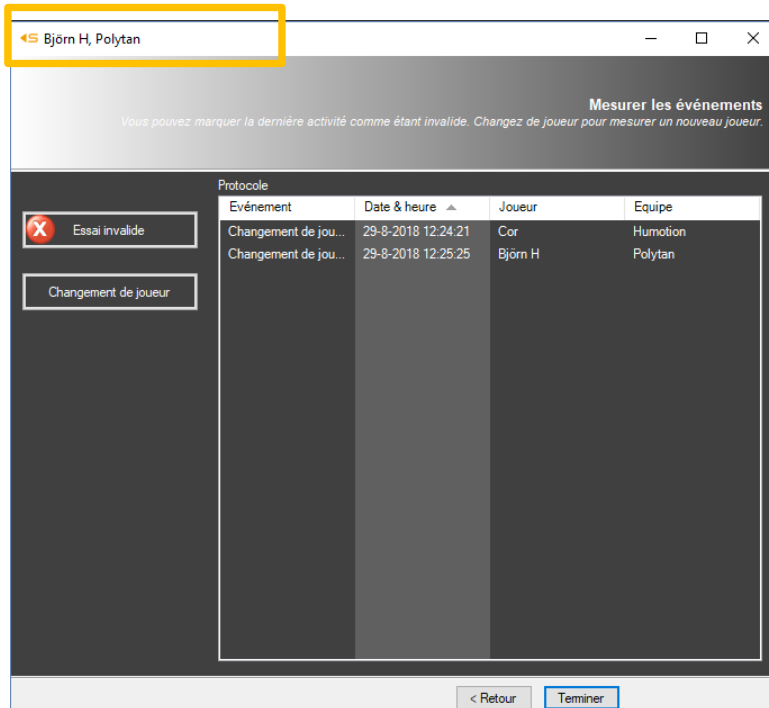 Björn H, Polytan
Mesurer les événements
Vous pouvez marquer la dernière activité comme étant invalide. Changez de joueur pour mesurer un nouveau joueur.
Protocole
Evénement Date & heure Joueur Equipe
Changement de jou... 29-8-2018 12:24:21 Cor Humotion
Changement de jou... 29-8-2018 12:25:25 Björn H Polytan
X Essai invalide
Changement de joueur
< Retour Terminer